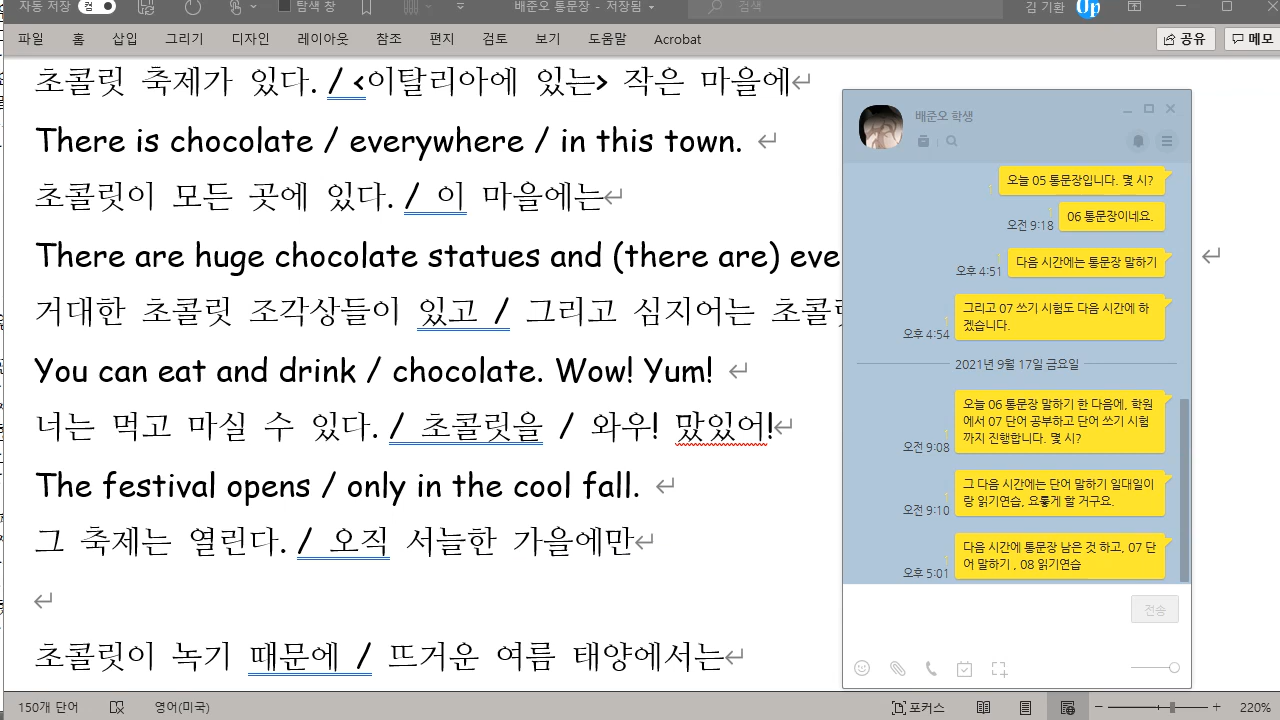 자동 저장 켬 탐색 창 배준오 통문장 - 저장됨 검색 김 기환 Up
파일 홈 삽입 그리기 디자인 레이아웃 참조 편지 검토 보기 도움말 Acrobat 공유 메모
초콜릿 축제가 있다. / <이탈리아에 있는> 작은 마을에
There is chocolate / everywhere / in this town.
초콜릿이 모든 곳에 있다. / 이 마을에는
There are huge chocolate statues and (there are) eve
거대한 초콜릿 조각상들이 있고 / 그리고 심지어는 초콜릿
You can eat and drink / chocolate. Wow! Yum!
너는 먹고 마실 수 있다. / 초콜릿을 / 와우! 맜있어!
The festival opens / only in the cool fall.
그 축제는 열린다. / 오직 서늘한 가을에만
초콜릿이 녹기 때문에 / 뜨거운 여름 태양에서는
배준오 학생
오늘 05 통문장입니다. 몇 시?
1
06 통문장이네요.
1
오전 9:18
다음 시간에는 통문장 말하기
1
오후 4:51
그리고 07 쓰기 시험도 다음 시간에 하
겠습니다.
1
오후 4:54
2021년 9월 17일 금요일
오늘 06 통문장 말하기 한 다음에, 학원
에서 07 단어 공부하고 단어 쓰기 시험
까지 진행합니다. 몇 시?
1
오전 9:08
그 다음 시간에는 단어 말하기 일대일이
랑 읽기연습, 요롷게 할 거구요.
1
오전 9:10
다음 시간에 통문장 남은 것 하고, 07 단
어 말하기 , 08 읽기연습
1
오후 5:01
전송
150개 단어 영어(미국) 포커스 220%